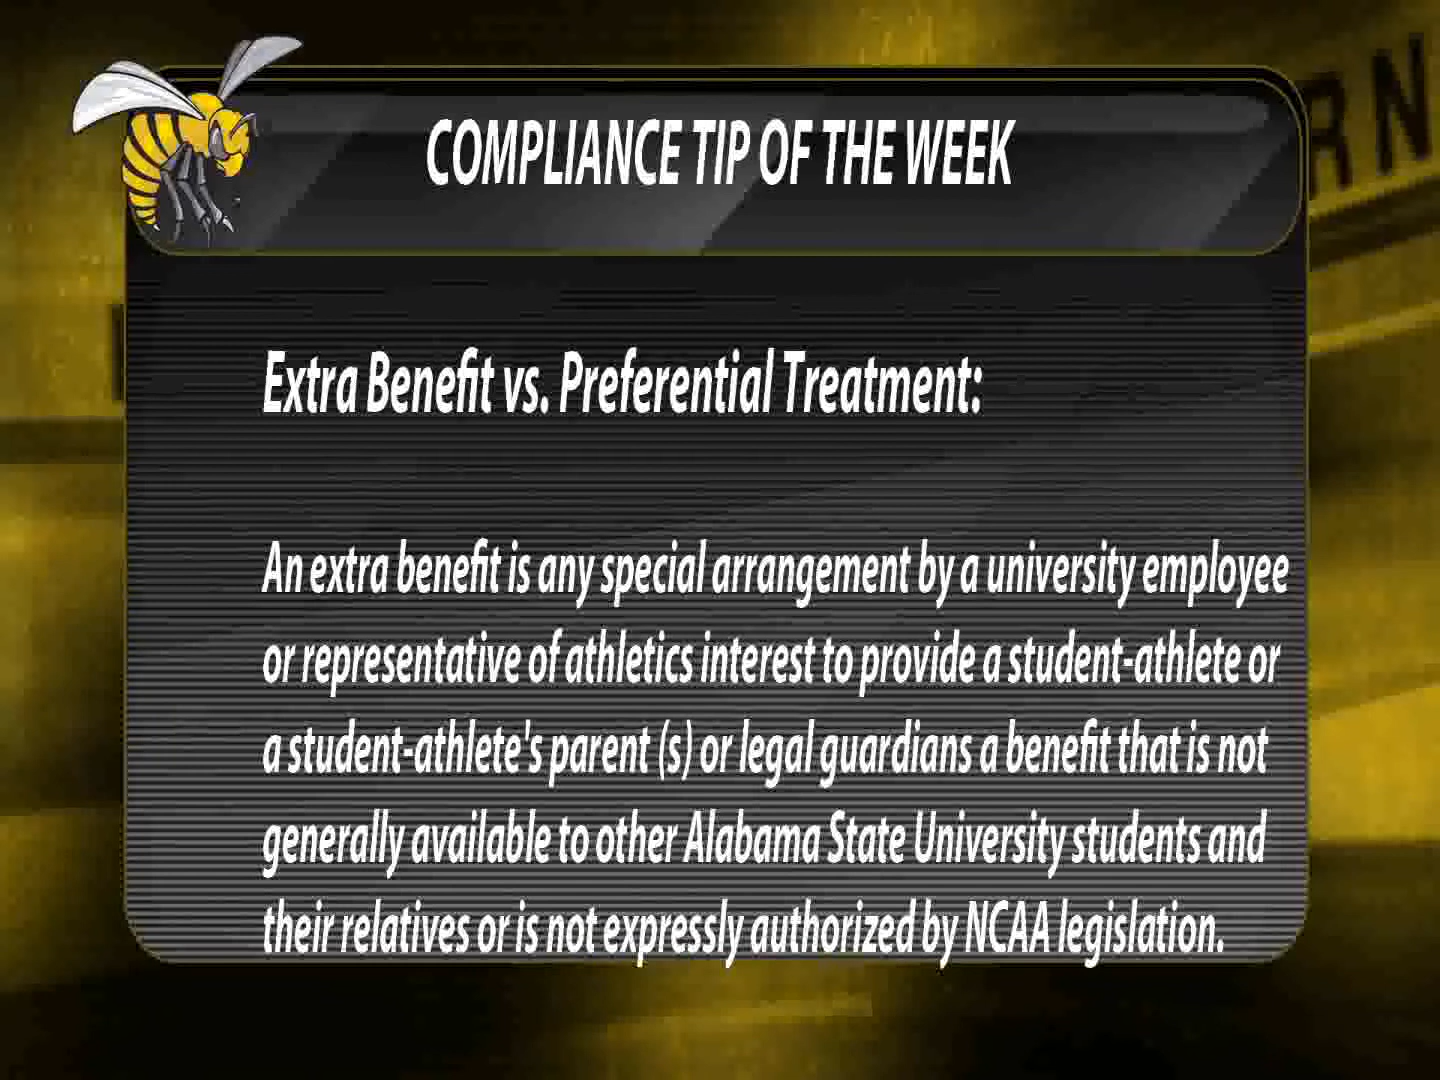 RN
COMPLIANCE TIP OF THE WEEK
Extra Benefit vs. Preferential Treatment:
An extra benefit is any special arrangement by a university employee
or representative of athletics interest to provide a student-athlete or
a student-athlete's parent (s) or legal guardians a benefit that is not
generally available to other Alabama State University students and
their relatives or is not expressly authorized by NCAA legislation.